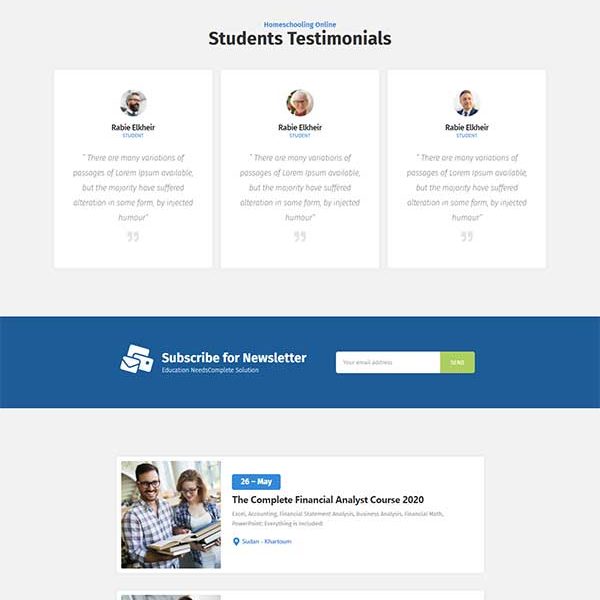 Homeschooling Online
Students Testimonials
Rabie Elkheir
STUDENT
" There are many variations of
passages of Lorem Ipsum available,
but the majority have suffered
alteration in some form, by injected
humour"
Rabie Elkheir
STUDENT
" There are many variations of
passages of Lorem Ipsum available,
but the majority have suffered
alteration in some form, by injected
humour"
Rabie Elkheir
STUDENT
" There are many variations of
passages of Lorem Ipsum available,
but the majority have suffered
alteration in some form, by injected
humour"
Subscribe for Newsletter
Education NeedsComplete Solution
Your email address
SEND
26 – May
The Complete Financial Analyst Course 2020
Excel, Accounting, Financial Statement Analysis, Business Analysis, Financial Math,
PowerPoint: Everything is Included!
Sudan - Khartoum